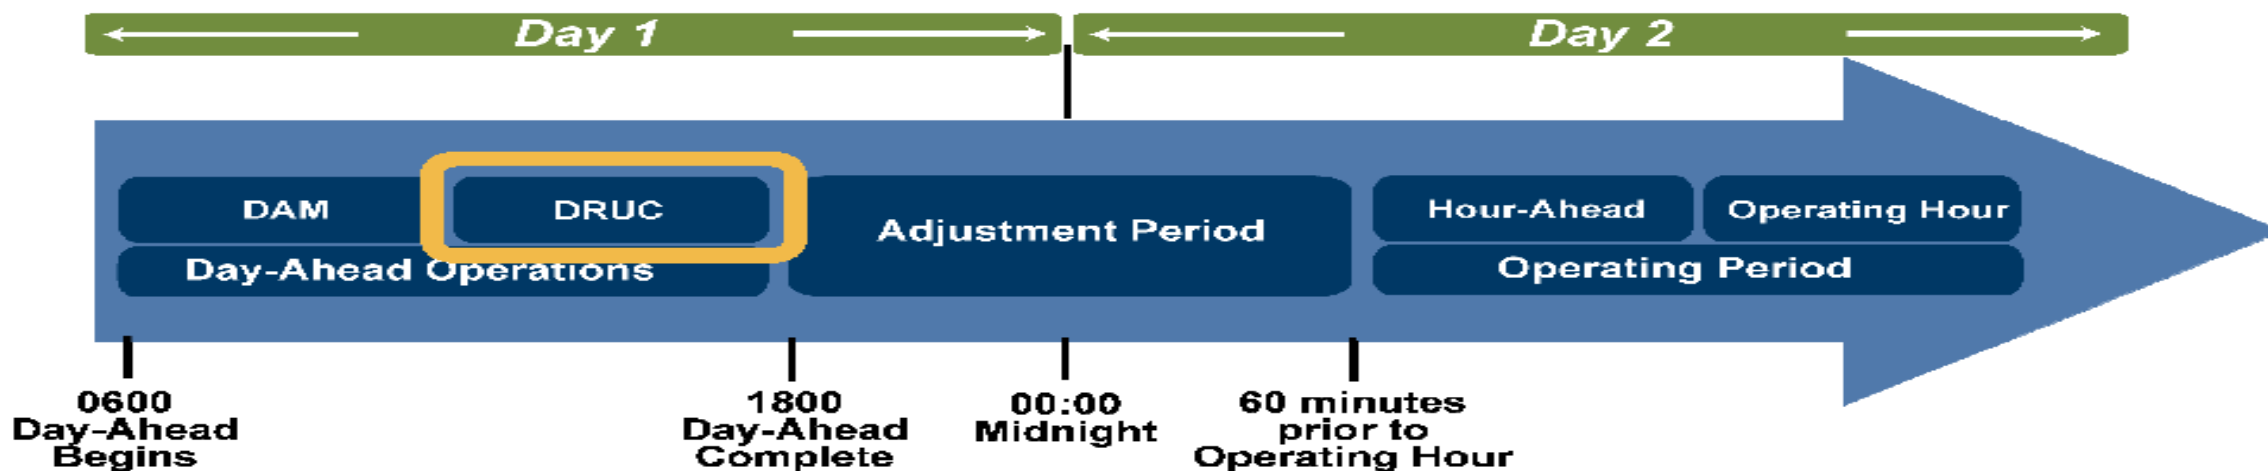 Day 1
Day 2
DAM
DRUC
Day-Ahead Operations
Adjustment Period
Hour-Ahead
Operating Hour
Operating Period
0600
Day-Ahead
Begins
1800
Day-Ahead
Complete
00:00
Midnight
60 minutes
prior to
Operating Hour